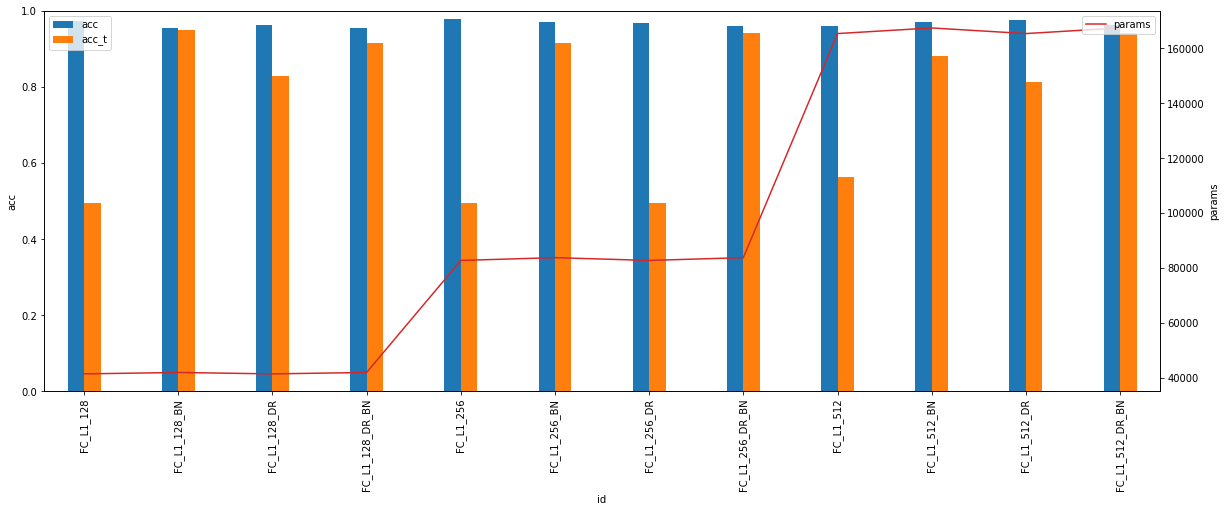 acc
acc_t
params
1.0
0.8
0.6
0.4
0.2
0.0
acc
160000
140000
120000
100000
80000
60000
40000
params
FC_L1_128
FC_L1_128_BN
FC_L1_128_DR
FC_L1_128_DR_BN
FC_L1_256
FC_L1_256_BN
FC_L1_256_DR
FC_L1_256_DR_BN
FC_L1_512
FC_L1_512_BN
FC_L1_512_DR
FC_L1_512_DR_BN
id